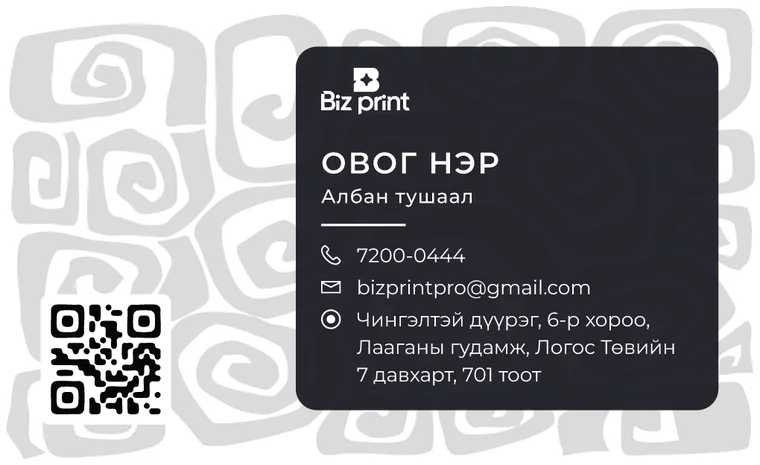 Biz print
ОВОГ НЭР
Албан тушаал
7200-0444
bizprintpro@gmail.com
Чингэлтэй дүүрэг, 6-р хороо,
Лааганы гудамж, Логос Төвийн
7 давхарт, 701 тоот